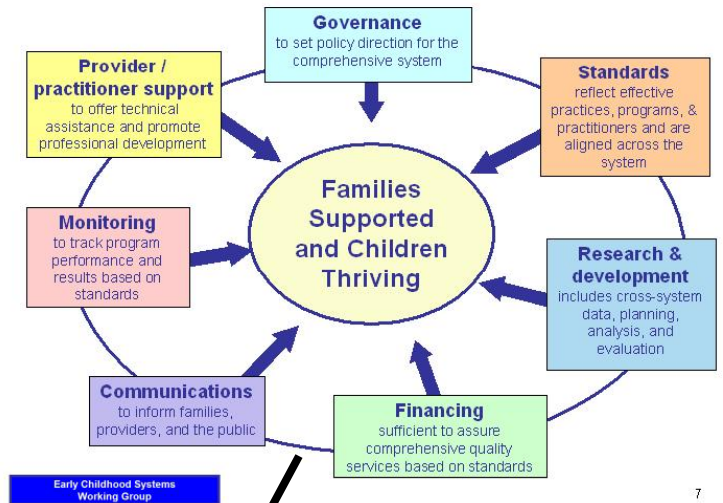 Governance
to set policy direction for the
comprehensive system
Provider /
practitioner support
to offer technical
assistance and promote
professional development
Standards
reflect effective
practices, programs, &
practitioners and are
aligned across the
system
Families
Supported
and Children
Thriving
Monitoring
to track program
performance and
results based on
standards
Research &
development
includes cross-system
data, planning,
analysis, and
evaluation
Communications
to inform families,
providers, and the public
Financing
sufficient to assure
comprehensive quality
services based on standards
Early Childhood Systems
Working Group
7